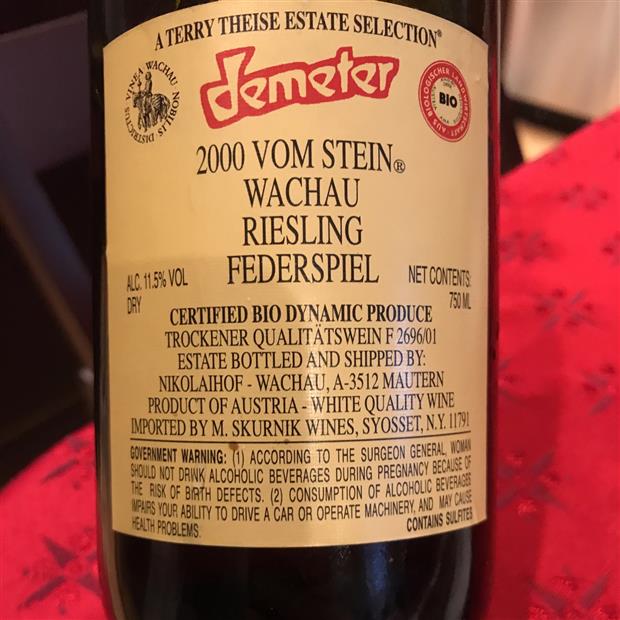 A TERRY THEISE ESTATE SELECTION®
VINEA WACHAU NOBILIS DISTRICTUS
demeter
AUS BIOLOGISCHER LANDWIRTSCHAFT
BIO
2000 VOM STEIN®
WACHAU
RIESLING
FEDERSPIEL
ALC. 11.5% VOL
DRY
NET CONTENTS:
750 ML
CERTIFIED BIO DYNAMIC PRODUCE
TROCKENER QUALITÄTSWEIN F 2696/01
ESTATE BOTTLED AND SHIPPED BY:
NIKOLAIHOF - WACHAU, A-3512 MAUTERN
PRODUCT OF AUSTRIA - WHITE QUALITY WINE
IMPORTED BY M. SKURNIK WINES, SYOSSET, N.Y. 11791
GOVERNMENT WARNING: (1) ACCORDING TO THE SURGEON GENERAL, WOMAN
SHOULD NOT DRINK ALCOHOLIC BEVERAGES DURING PREGNANCY BECAUSE OF
THE RISK OF BIRTH DEFECTS. (2) CONSUMPTION OF ALCOHOLIC BEVERAGES
IMPAIRS YOUR ABILITY TO DRIVE A CAR OR OPERATE MACHINERY, AND MAY CAUSE
HEALTH PROBLEMS.
CONTAINS SULFITES